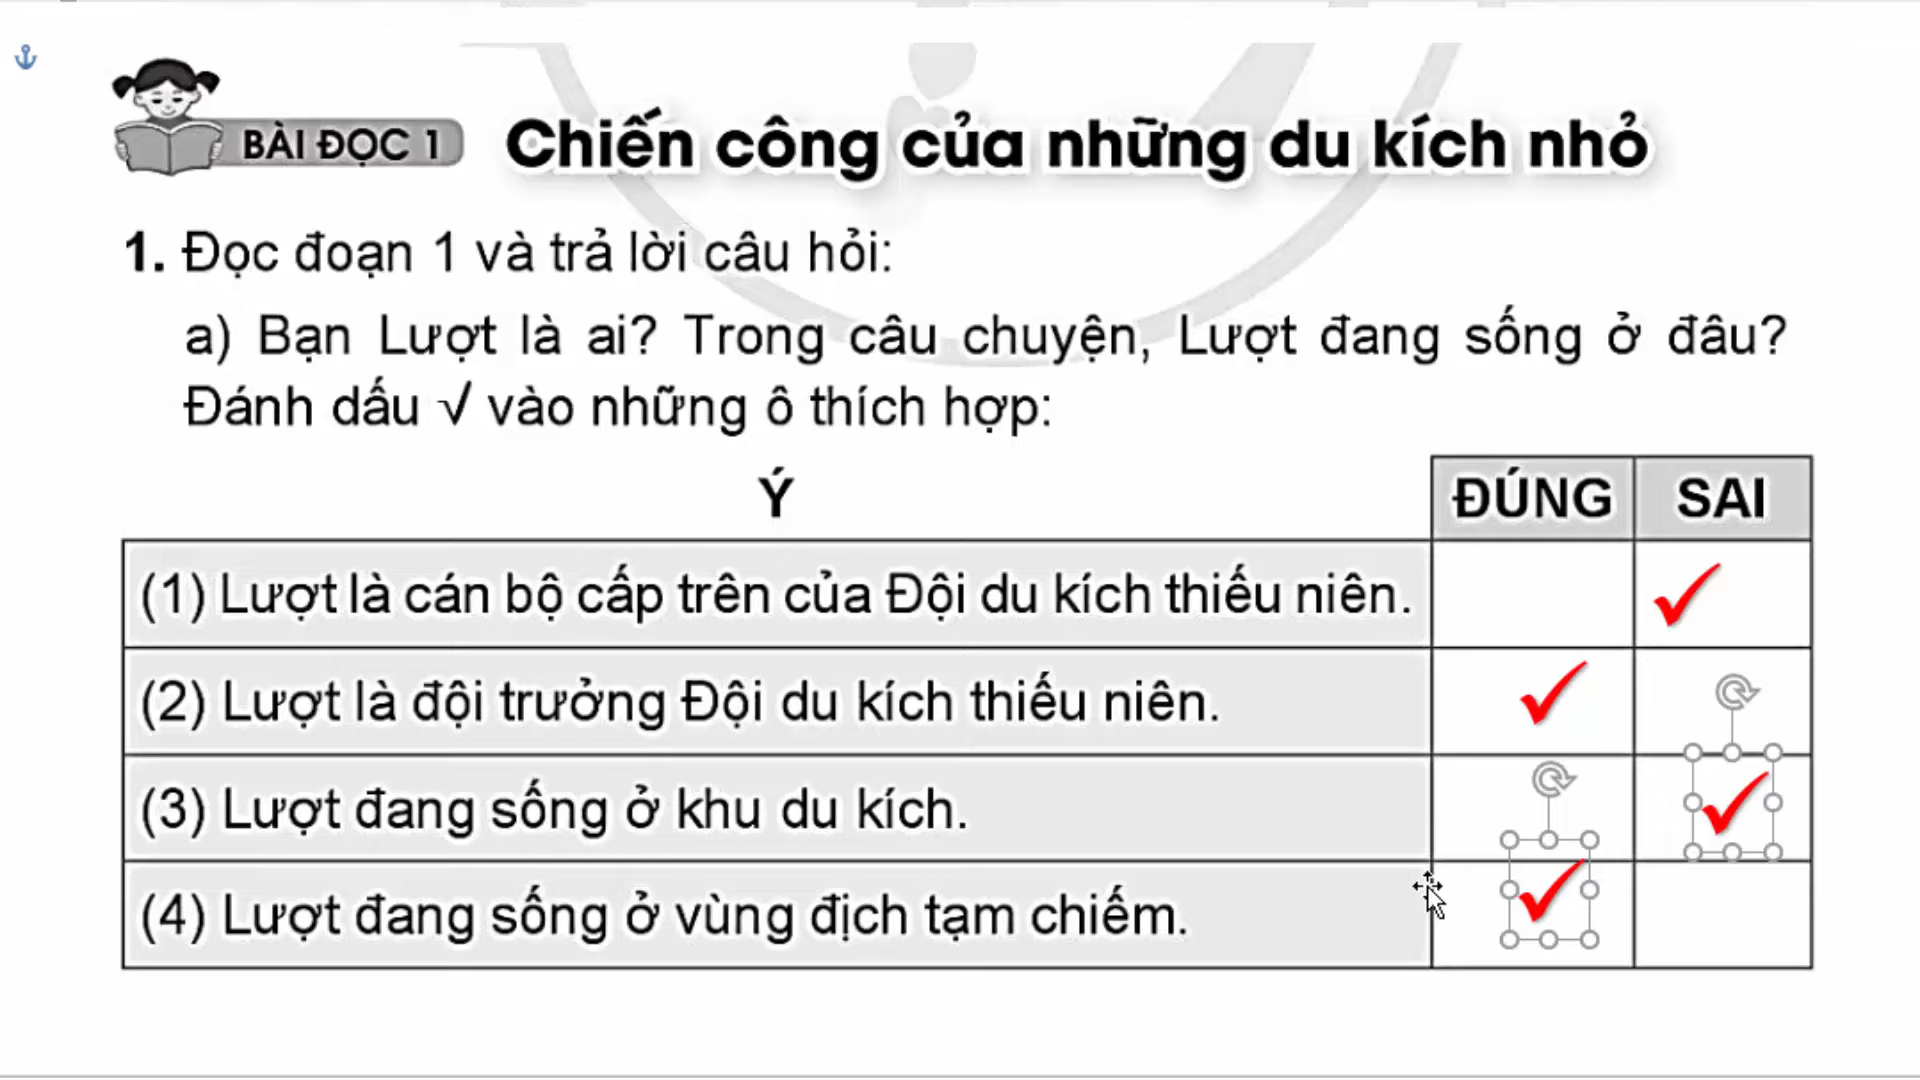 BÀI ĐỌC 1
Chiến công của những du kích nhỏ
1. Đọc đoạn 1 và trả lời câu hỏi:
a) Bạn Lượt là ai? Trong câu chuyện, Lượt đang sống ở đâu?
Đánh dấu √ vào những ô thích hợp:
Ý ĐÚNG SAI
(1) Lượt là cán bộ cấp trên của Đội du kích thiếu niên. ✓
(2) Lượt là đội trưởng Đội du kích thiếu niên. ✓
(3) Lượt đang sống ở khu du kích. ✓
(4) Lượt đang sống ở vùng địch tạm chiếm. ✓